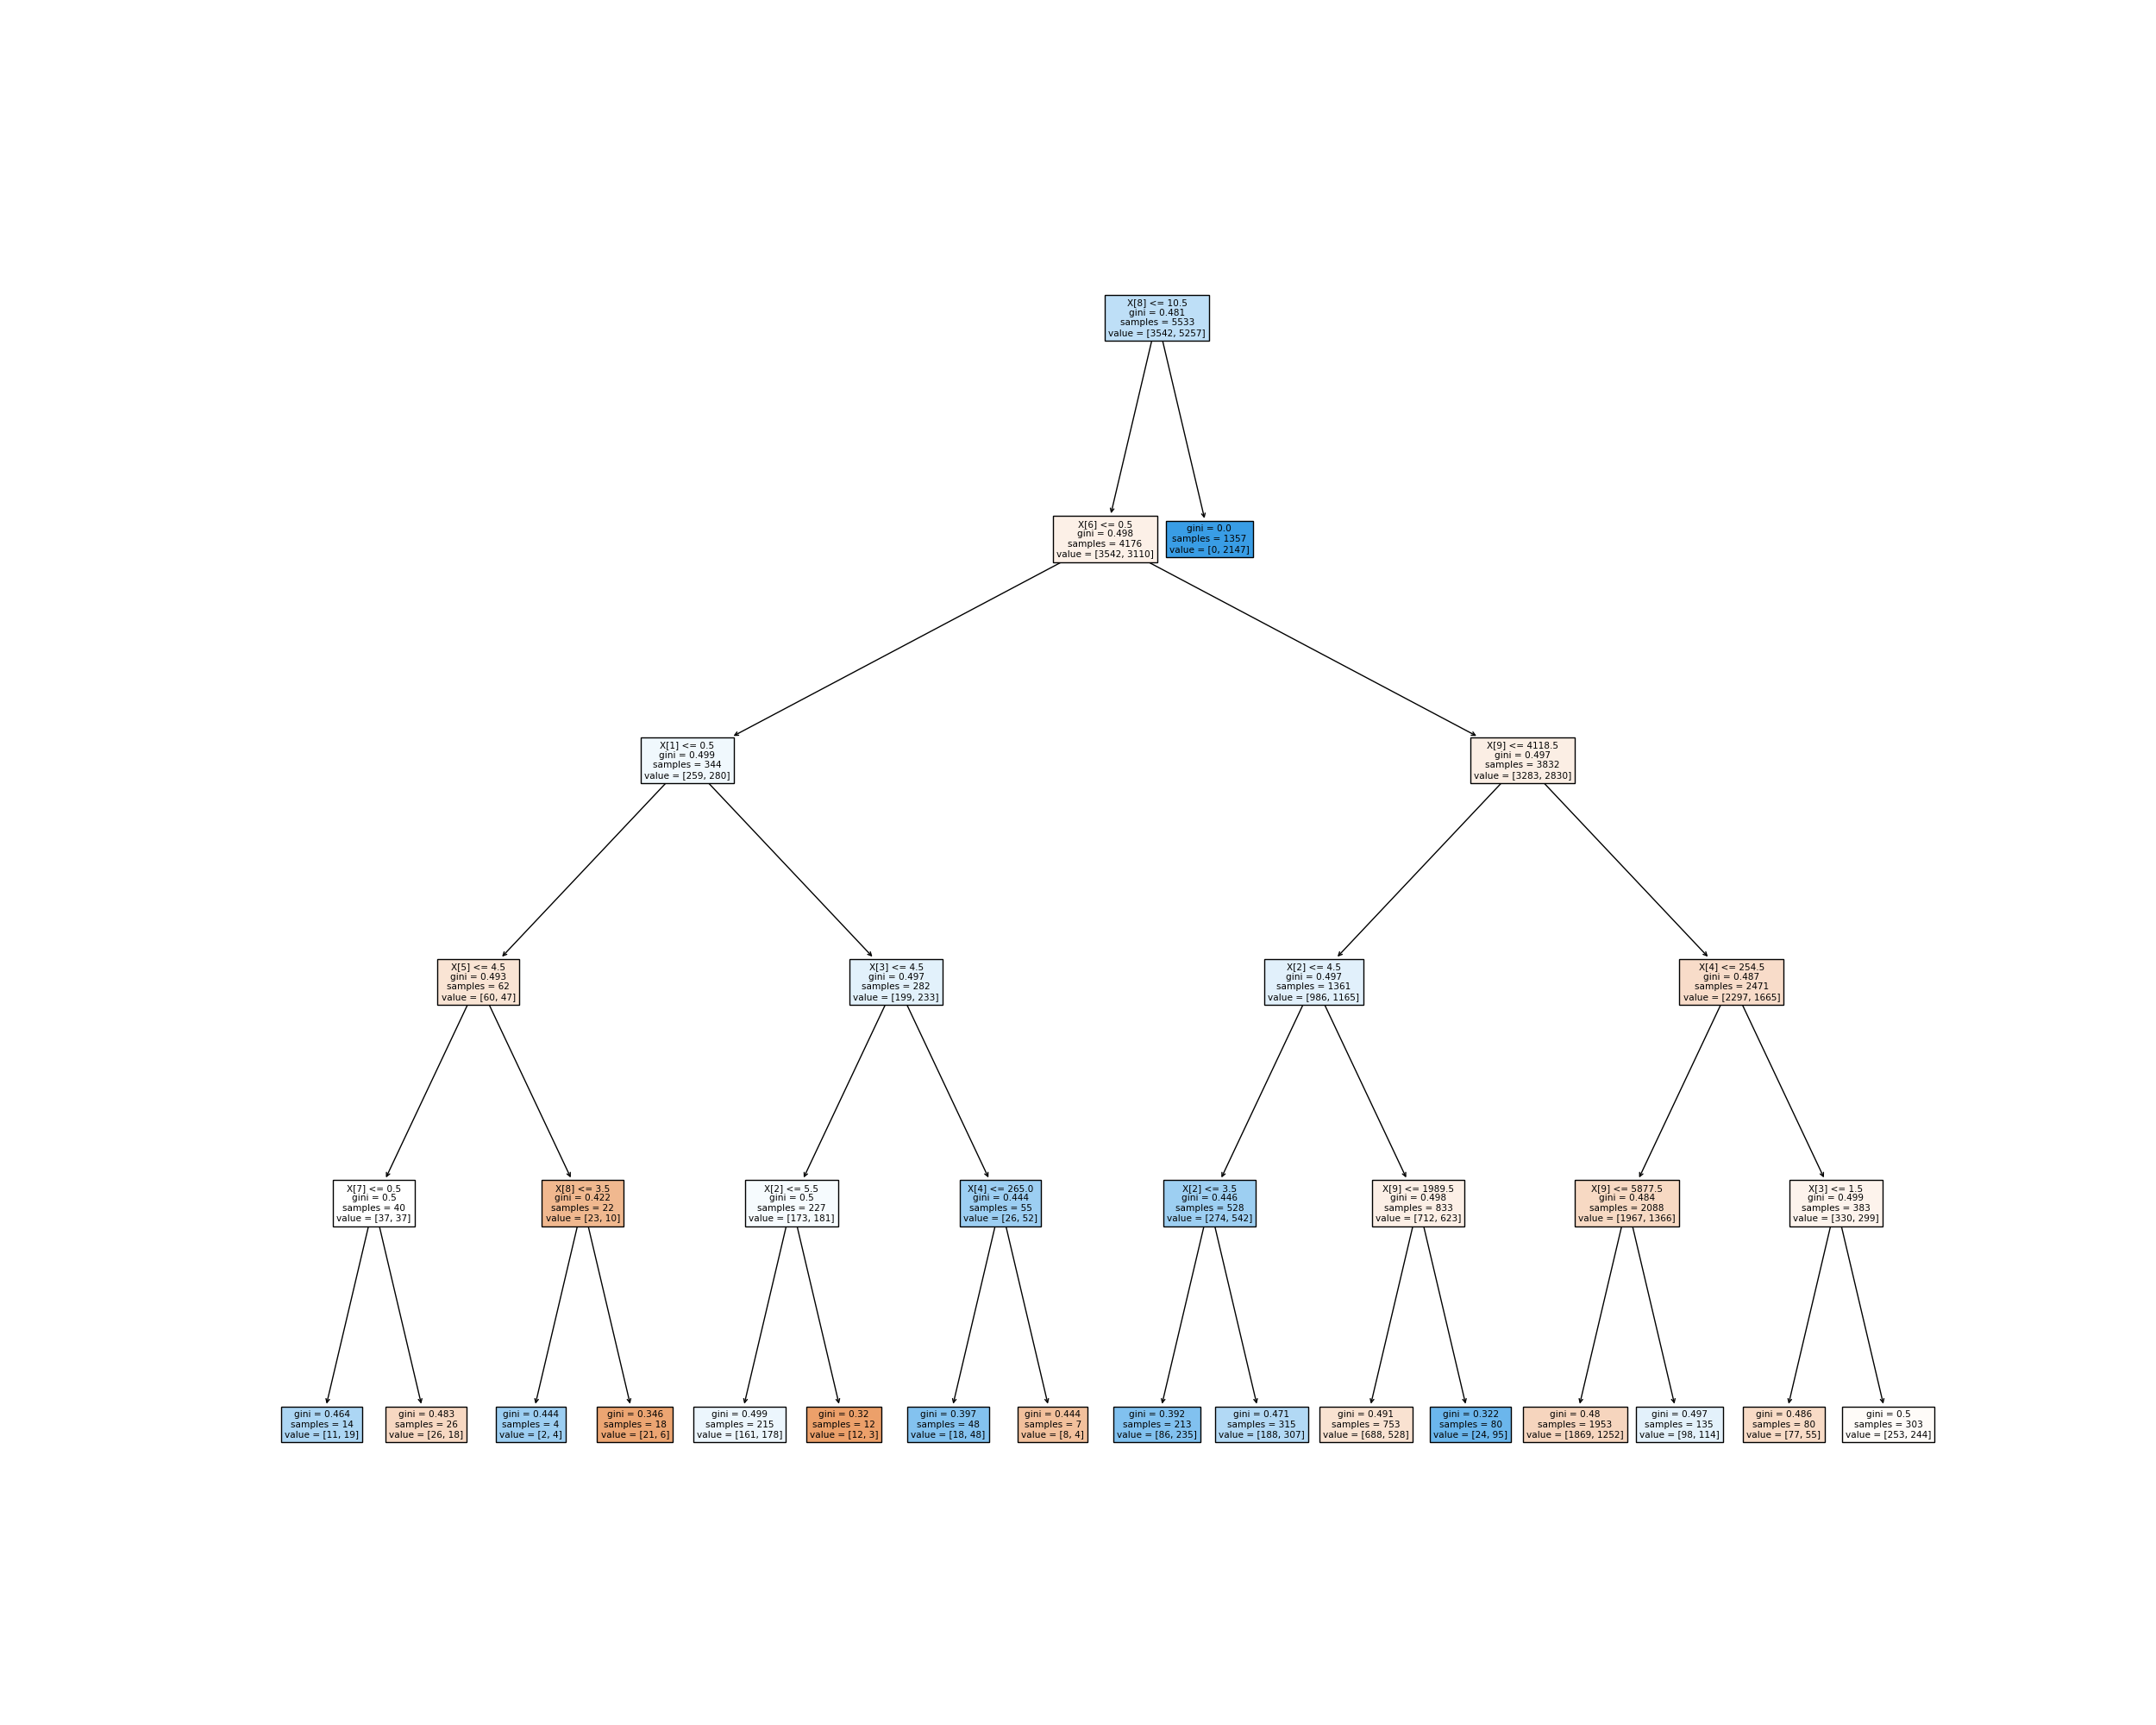 X[8] <= 10.5
gini = 0.481
samples = 5533
value = [3542, 5257]
X[6] <= 0.5
gini = 0.498
samples = 4176
value = [3542, 3110]
gini = 0.0
samples = 1357
value = [0, 2147]
X[1] <= 0.5
gini = 0.499
samples = 344
value = [259, 280]
X[9] <= 4118.5
gini = 0.497
samples = 3832
value = [3283, 2830]
X[5] <= 4.5
gini = 0.493
samples = 62
value = [60, 47]
X[3] <= 4.5
gini = 0.497
samples = 282
value = [199, 233]
X[2] <= 4.5
gini = 0.497
samples = 1361
value = [986, 1165]
X[4] <= 254.5
gini = 0.487
samples = 2471
value = [2297, 1665]
X[7] <= 0.5
gini = 0.5
samples = 40
value = [37, 37]
X[8] <= 3.5
gini = 0.422
samples = 22
value = [23, 10]
X[2] <= 5.5
gini = 0.5
samples = 227
value = [173, 181]
X[4] <= 265.0
gini = 0.444
samples = 55
value = [26, 52]
X[2] <= 3.5
gini = 0.446
samples = 528
value = [274, 542]
X[9] <= 1989.5
gini = 0.498
samples = 833
value = [712, 623]
X[9] <= 5877.5
gini = 0.484
samples = 2088
value = [1967, 1366]
X[3] <= 1.5
gini = 0.499
samples = 383
value = [330, 299]
gini = 0.464
samples = 14
value = [11, 19]
gini = 0.483
samples = 26
value = [26, 18]
gini = 0.444
samples = 4
value = [2, 4]
gini = 0.346
samples = 18
value = [21, 6]
gini = 0.499
samples = 215
value = [161, 178]
gini = 0.32
samples = 12
value = [12, 3]
gini = 0.397
samples = 48
value = [18, 48]
gini = 0.444
samples = 7
value = [8, 4]
gini = 0.392
samples = 213
value = [86, 235]
gini = 0.471
samples = 315
value = [188, 307]
gini = 0.491
samples = 753
value = [688, 528]
gini = 0.322
samples = 80
value = [24, 95]
gini = 0.48
samples = 1953
value = [1869, 1252]
gini = 0.497
samples = 135
value = [98, 114]
gini = 0.486
samples = 80
value = [77, 55]
gini = 0.5
samples = 303
value = [253, 244]